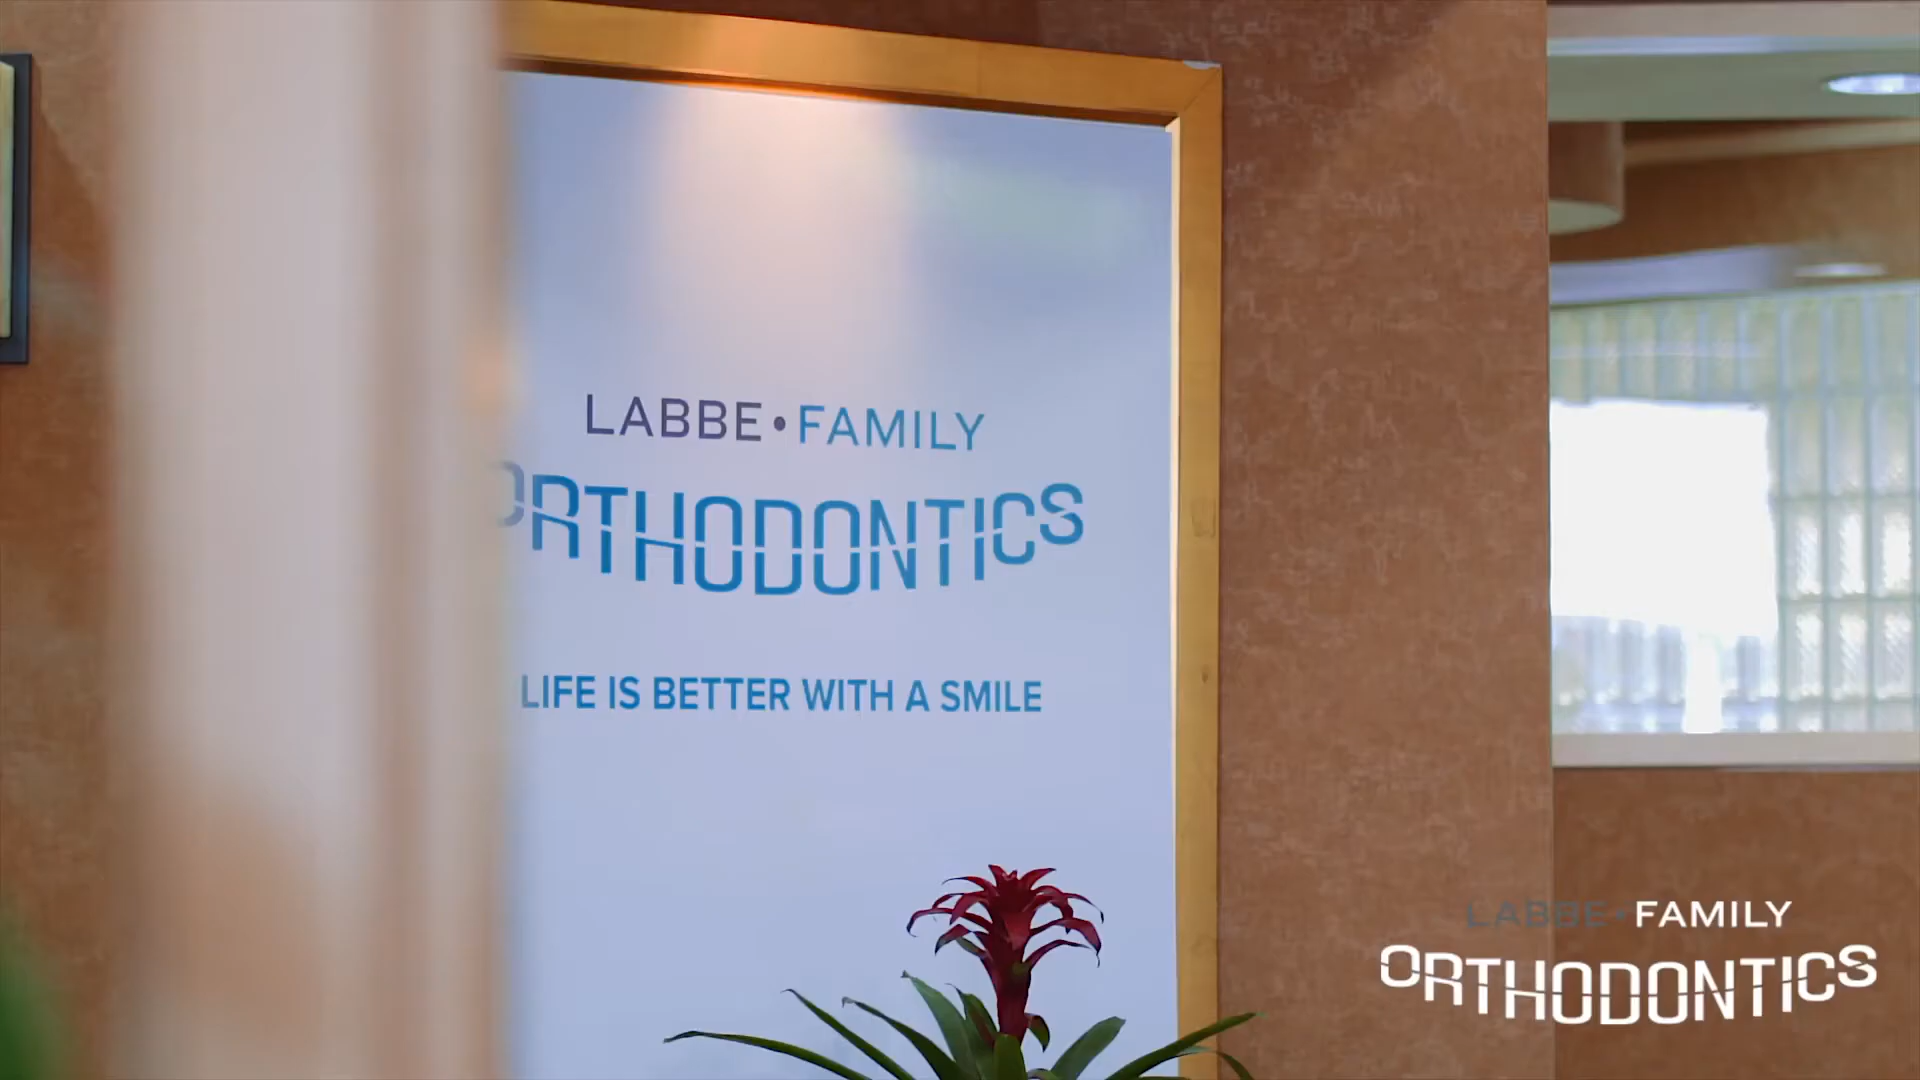 LABBE • FAMILY
ORTHODONTICS
LIFE IS BETTER WITH A SMILE
LABBE • FAMILY
ORTHODONTICS